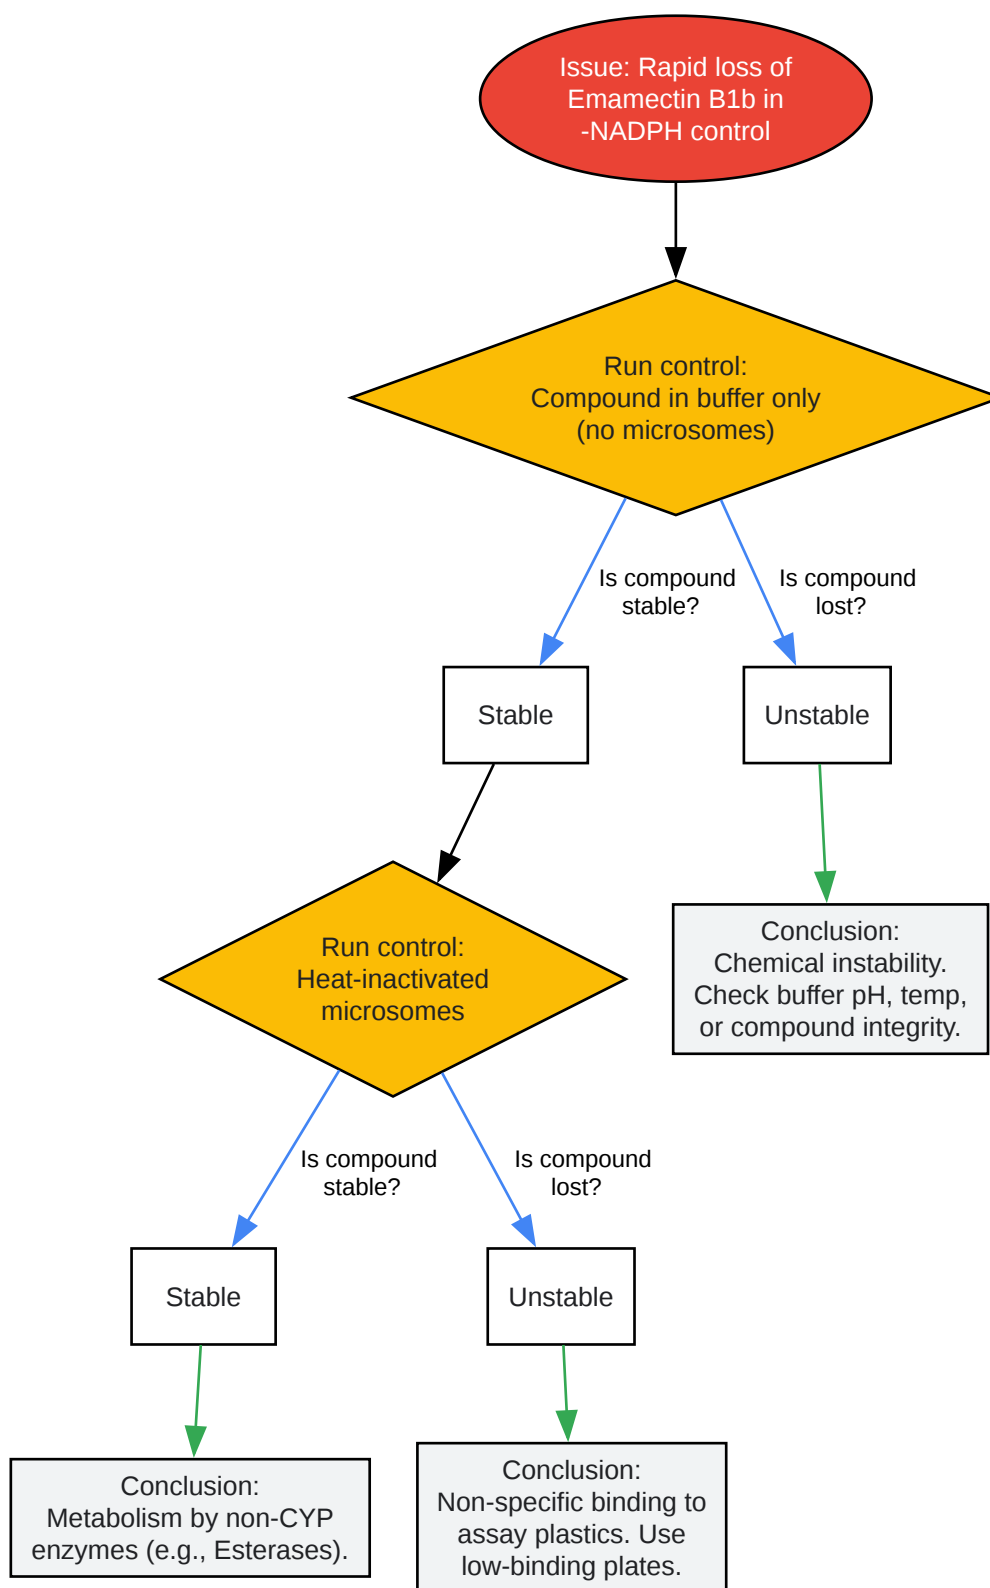 Issue: Rapid loss of
Emamectin B1b in
-NADPH control
Run control:
Compound in buffer only
(no microsomes)
Is compound
stable?
Is compound
lost?
Stable
Unstable
Conclusion:
Chemical instability.
Check buffer pH, temp,
or compound integrity.
Run control:
Heat-inactivated
microsomes
Is compound
stable?
Is compound
lost?
Stable
Unstable
Conclusion:
Metabolism by non-CYP
enzymes (e.g., Esterases).
Conclusion:
Non-specific binding to
assay plastics. Use
low-binding plates.